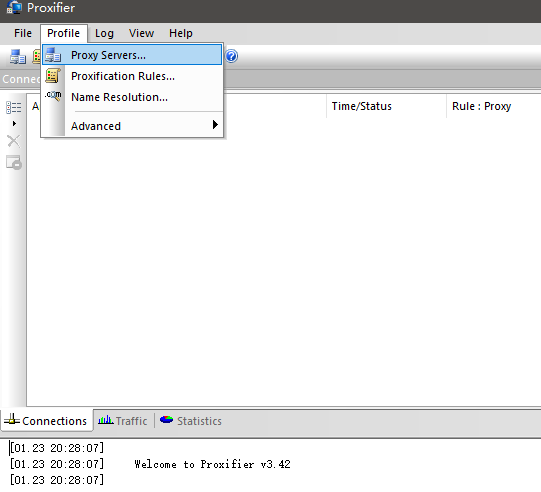 Proxifier
File Profile Log View Help
Proxy Servers...
Proxification Rules...
.com Name Resolution...
Advanced
Time/Status Rule : Proxy
Connections Traffic Statistics
[01.23 20:28:07]
[01.23 20:28:07] Welcome to Proxifier v3.42
[01.23 20:28:07]